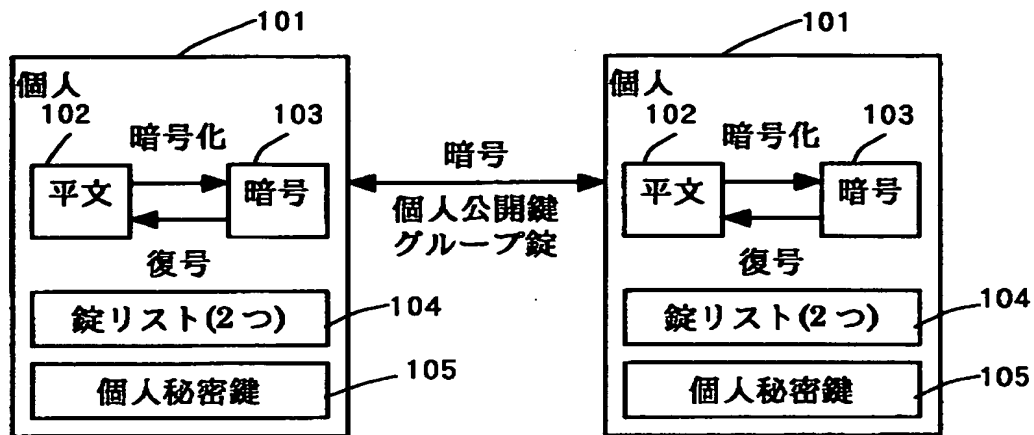 101
個人
102
暗号化
103
平文
暗号
復号
錠リスト(2つ)
104
個人秘密鍵
105
暗号
個人公開鍵
グループ錠
101
個人
102
暗号化
103
平文
暗号
復号
錠リスト(2つ)
104
個人秘密鍵
105